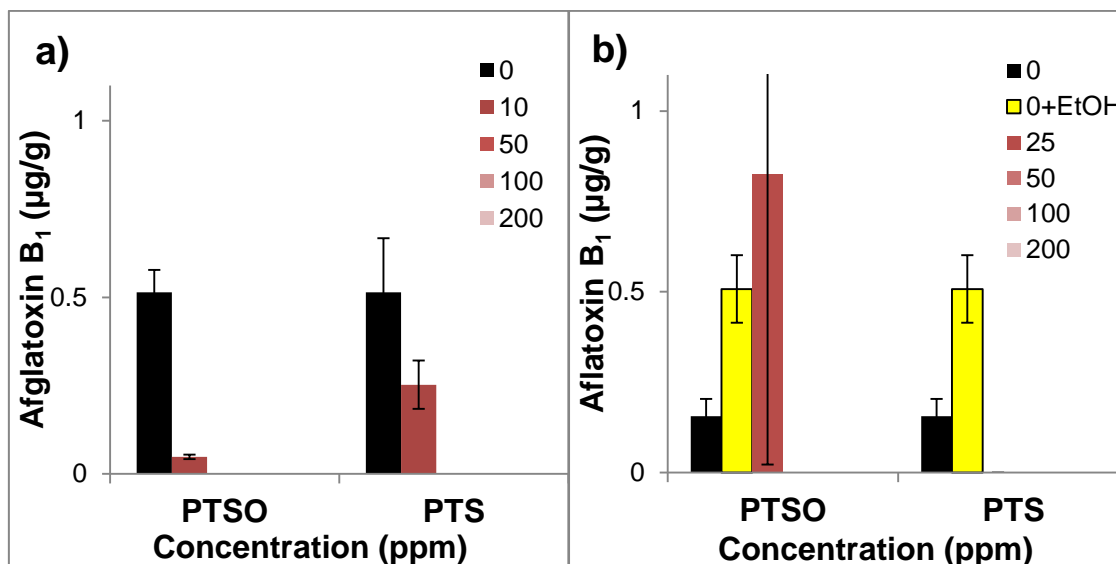 a)
Afglatoxin B₁ (µg/g)
1
0.5
0
0
10
50
100
200
PTSO
PTS
Concentration (ppm)
b)
Aflatoxin B₁ (µg/g)
1
0.5
0
0
0+EtOH
25
50
100
200
PTSO
PTS
Concentration (ppm)